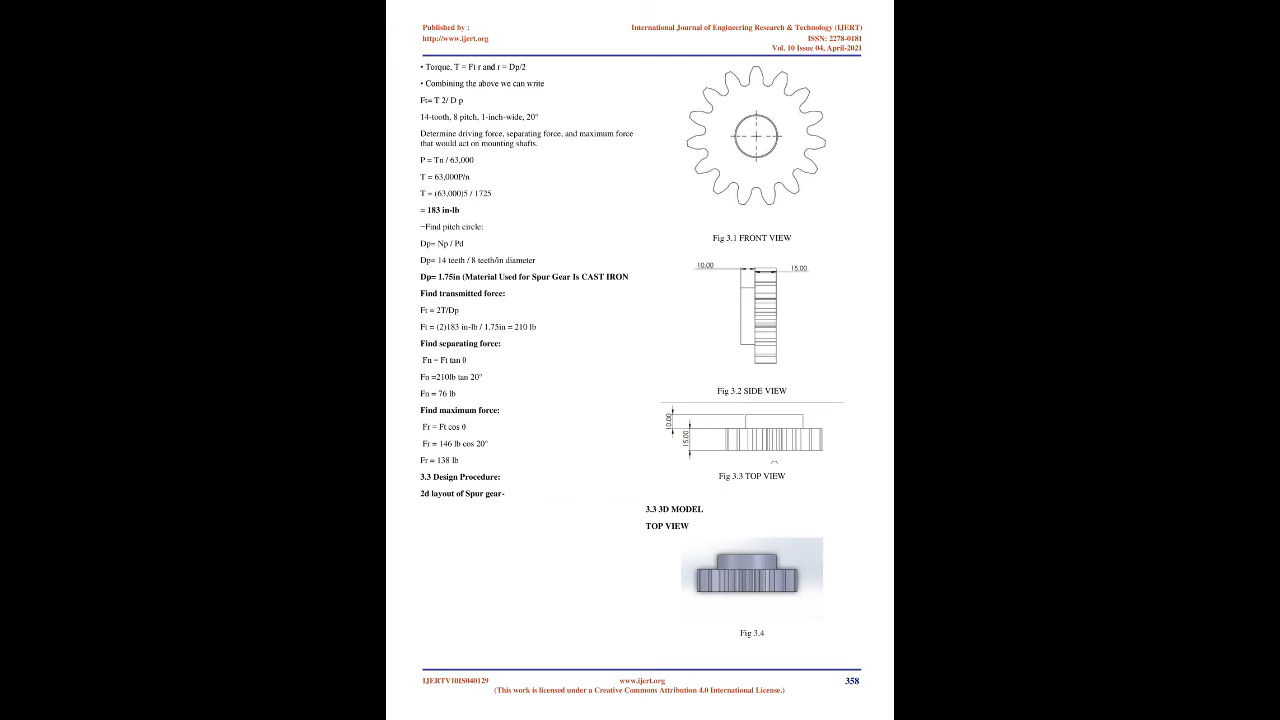 Published by :
International Journal of Engineering Research & Technology (IJERT)
http://www.ijert.org
ISSN: 2278-0181
Vol. 10 Issue 04, April-2021
• Torque, T = Ft r and r = Dp/2
• Combining the above we can write
Ft= T 2/ D p
14-tooth, 8 pitch, 1-inch-wide, 20°
Determine driving force, separating force, and maximum force
that would act on mounting shafts.
P = Tn / 63,000
T = 63,000P/n
T = (63,000)5 / 1725
= 183 in-lb
−Find pitch circle:
Dp= Np / Pd
Dp= 14 teeth / 8 teeth/in diameter
Dp= 1.75in (Material Used for Spur Gear Is CAST IRON
Find transmitted force:
Ft = 2T/Dp
Ft = (2)183 in-lb / 1.75in = 210 lb
Find separating force:
Fn = Ft tan θ
Fn =210lb tan 20°
Fn = 76 lb
Find maximum force:
Fr = Ft cos θ
Fr = 146 lb cos 20°
Fr = 138 lb
3.3 Design Procedure:
2d layout of Spur gear-
Fig 3.1 FRONT VIEW
10.00
15.00
Fig 3.2 SIDE VIEW
10.00
15.00
Fig 3.3 TOP VIEW
3.3 3D MODEL
TOP VIEW
Fig 3.4
IJERTV10IS040129
www.ijert.org
358
(This work is licensed under a Creative Commons Attribution 4.0 International License.)